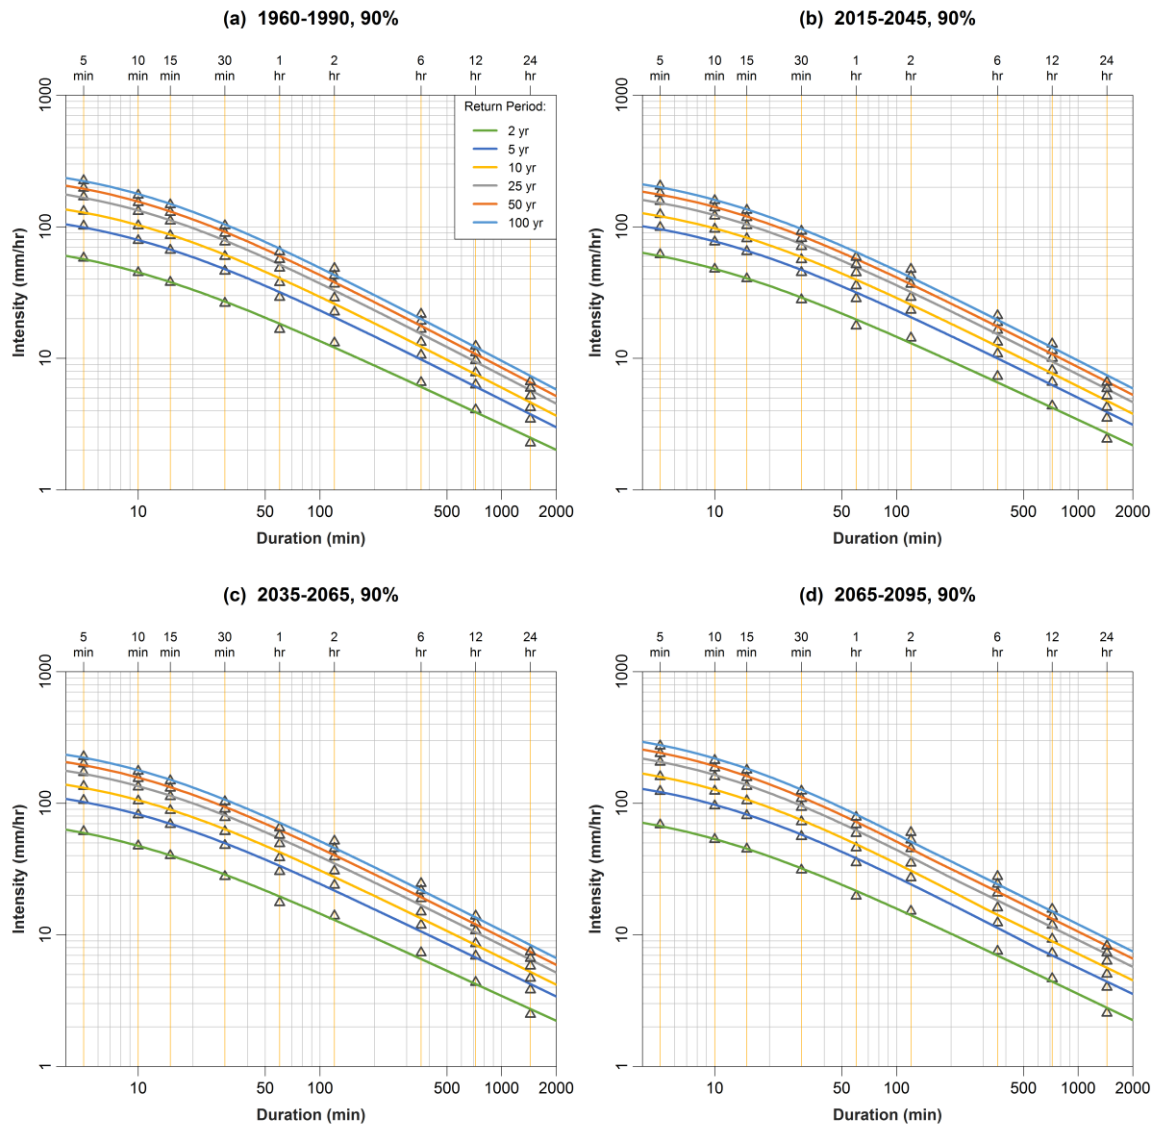 (a) 1960-1990, 90%
5 10 15 30 1 2 6 12 24
min min min min hr hr hr hr hr
1000
100
10
1
Intensity (mm/hr)
Return Period:
2 yr
5 yr
10 yr
25 yr
50 yr
100 yr
10 50 100 500 1000 2000
Duration (min)
(b) 2015-2045, 90%
5 10 15 30 1 2 6 12 24
min min min min hr hr hr hr hr
1000
100
10
1
Intensity (mm/hr)
10 50 100 500 1000 2000
Duration (min)
(c) 2035-2065, 90%
5 10 15 30 1 2 6 12 24
min min min min hr hr hr hr hr
1000
100
10
1
Intensity (mm/hr)
10 50 100 500 1000 2000
Duration (min)
(d) 2065-2095, 90%
5 10 15 30 1 2 6 12 24
min min min min hr hr hr hr hr
1000
100
10
1
Intensity (mm/hr)
10 50 100 500 1000 2000
Duration (min)